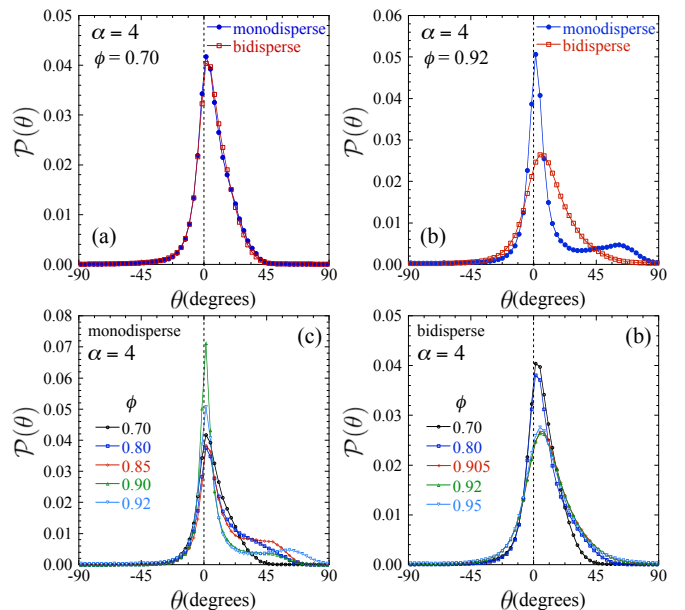 0.05
0.04
0.03
0.02
0.01
0.00
P(θ)
α = 4
ϕ = 0.70
monodisperse
bidisperse
(a)
-90 -45 0 45 90
θ(degrees)
0.06
0.05
0.04
0.03
0.02
0.01
0.00
P(θ)
α = 4
ϕ = 0.92
monodisperse
bidisperse
(b)
-90 -45 0 45 90
θ(degrees)
0.08
0.07
0.06
0.05
0.04
0.03
0.02
0.01
0.00
P(θ)
monodisperse
(c)
α = 4
ϕ
0.70
0.80
0.85
0.90
0.92
-90 -45 0 45 90
θ(degrees)
0.05
0.04
0.03
0.02
0.01
0.00
P(θ)
bidisperse
(b)
α = 4
ϕ
0.70
0.80
0.905
0.92
0.95
-90 -45 0 45 90
θ(degrees)